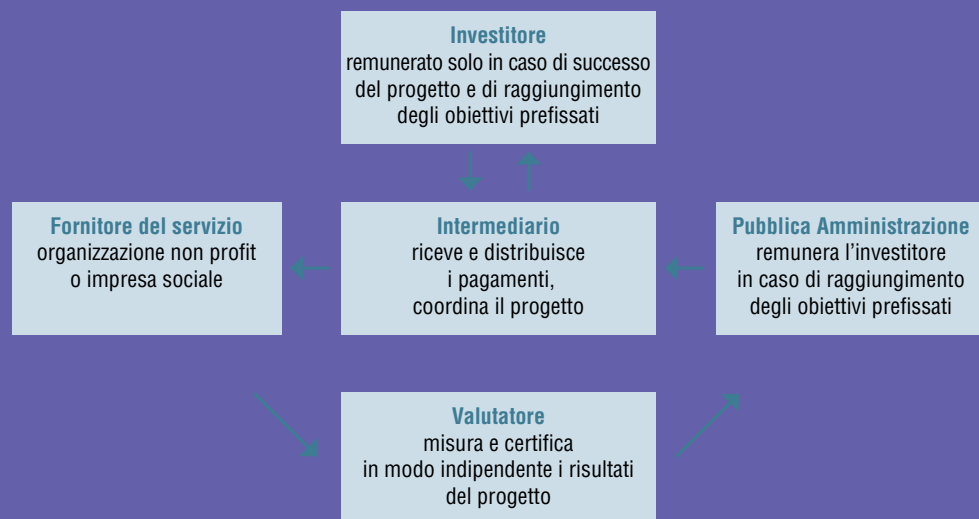 Investitore
remunerato solo in caso di successo
del progetto e di raggiungimento
degli obiettivi prefissati
Fornitore del servizio
organizzazione non profit
o impresa sociale
Intermediario
riceve e distribuisce
i pagamenti,
coordina il progetto
Pubblica Amministrazione
remunera l’investitore
in caso di raggiungimento
degli obiettivi prefissati
Valutatore
misura e certifica
in modo indipendente i risultati
del progetto